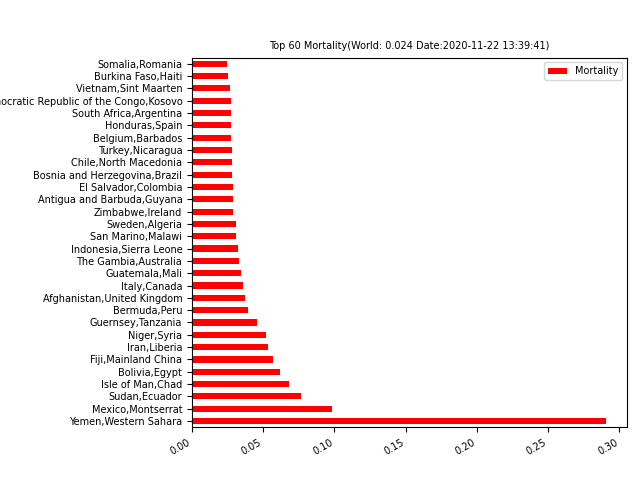 Top 60 Mortality(World: 0.024 Date:2020-11-22 13:39:41)
Mortality
Somalia,Romania
Burkina Faso,Haiti
Vietnam,Sint Maarten
ocratic Republic of the Congo,Kosovo
South Africa,Argentina
Honduras,Spain
Belgium,Barbados
Turkey,Nicaragua
Chile,North Macedonia
Bosnia and Herzegovina,Brazil
El Salvador,Colombia
Antigua and Barbuda,Guyana
Zimbabwe,Ireland
Sweden,Algeria
San Marino,Malawi
Indonesia,Sierra Leone
The Gambia,Australia
Guatemala,Mali
Italy,Canada
Afghanistan,United Kingdom
Bermuda,Peru
Guernsey,Tanzania
Niger,Syria
Iran,Liberia
Fiji,Mainland China
Bolivia,Egypt
Isle of Man,Chad
Sudan,Ecuador
Mexico,Montserrat
Yemen,Western Sahara
0.00 0.05 0.10 0.15 0.20 0.25 0.30